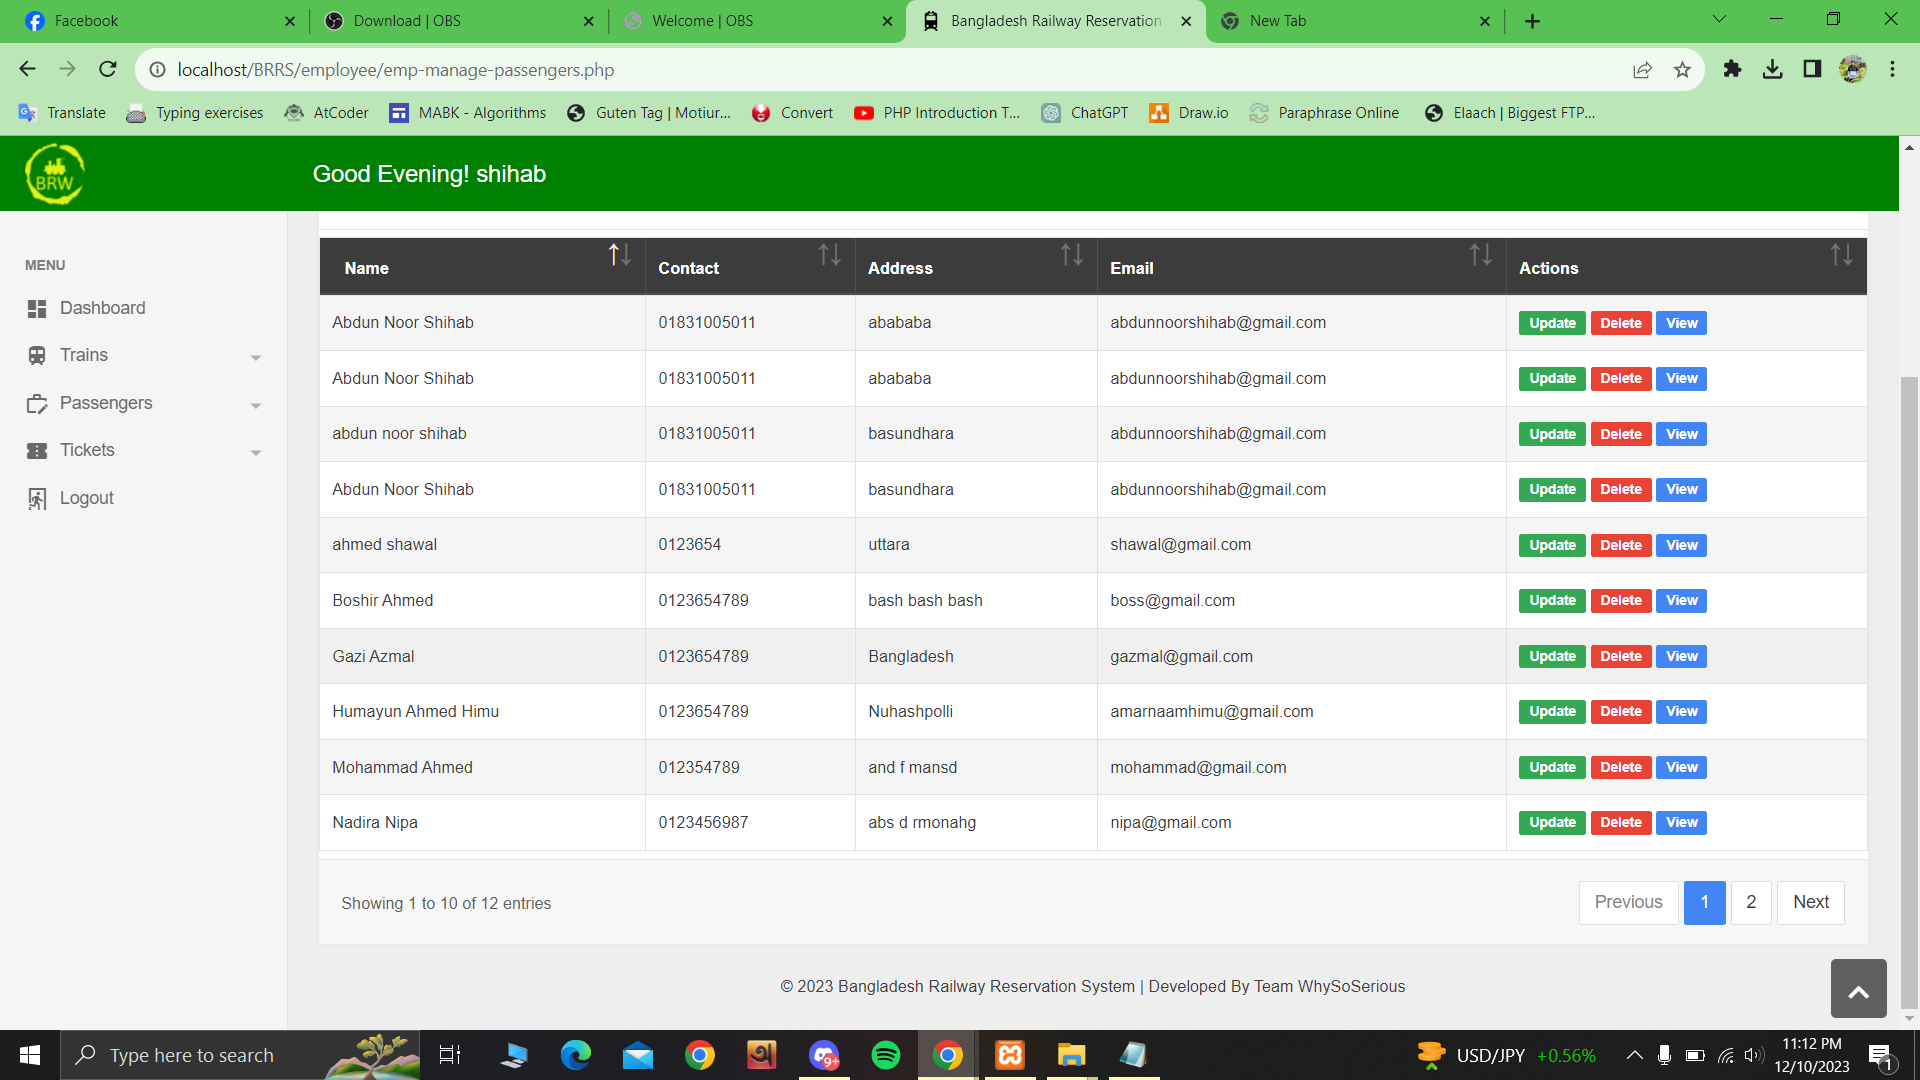 Facebook
Download | OBS
Welcome | OBS
Bangladesh Railway Reservation
New Tab
localhost/BRRS/employee/emp-manage-passengers.php
Translate
Typing exercises
AtCoder
MABK - Algorithms
Guten Tag | Motiur...
Convert
PHP Introduction T...
ChatGPT
Draw.io
Paraphrase Online
Elaach | Biggest FTP...
BRW
Good Evening! shihab
MENU
Dashboard
Trains
Passengers
Tickets
Logout
Name Contact Address Email Actions
Abdun Noor Shihab 01831005011 abababa abdunnoorshihab@gmail.com Update Delete View
Abdun Noor Shihab 01831005011 abababa abdunnoorshihab@gmail.com Update Delete View
abdun noor shihab 01831005011 basundhara abdunnoorshihab@gmail.com Update Delete View
Abdun Noor Shihab 01831005011 basundhara abdunnoorshihab@gmail.com Update Delete View
ahmed shawal 0123654 uttara shawal@gmail.com Update Delete View
Boshir Ahmed 0123654789 bash bash bash boss@gmail.com Update Delete View
Gazi Azmal 0123654789 Bangladesh gazmal@gmail.com Update Delete View
Humayun Ahmed Himu 0123654789 Nuhashpolli amarnaamhimu@gmail.com Update Delete View
Mohammad Ahmed 012354789 and f mansd mohammad@gmail.com Update Delete View
Nadira Nipa 0123456987 abs d rmonahg nipa@gmail.com Update Delete View
Showing 1 to 10 of 12 entries
Previous 1 2 Next
© 2023 Bangladesh Railway Reservation System | Developed By Team WhySoSerious
Type here to search
9+
USD/JPY +0.56%
11:12 PM
12/10/2023
1